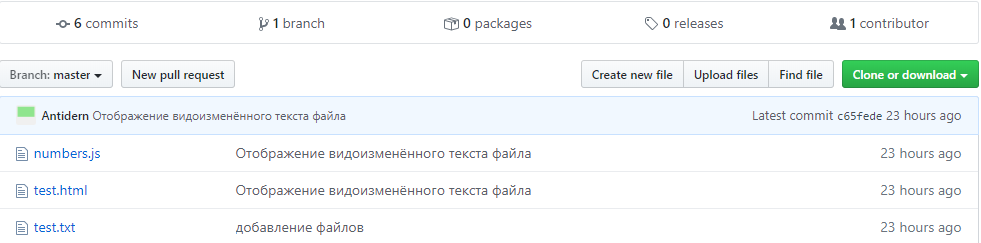 6 commits 1 branch 0 packages 0 releases 1 contributor
Branch: master New pull request Create new file Upload files Find file Clone or download
Antidern Отображение видоизменённого текста файла Latest commit c65fede 23 hours ago
numbers.js Отображение видоизменённого текста файла 23 hours ago
test.html Отображение видоизменённого текста файла 23 hours ago
test.txt добавление файлов 23 hours ago